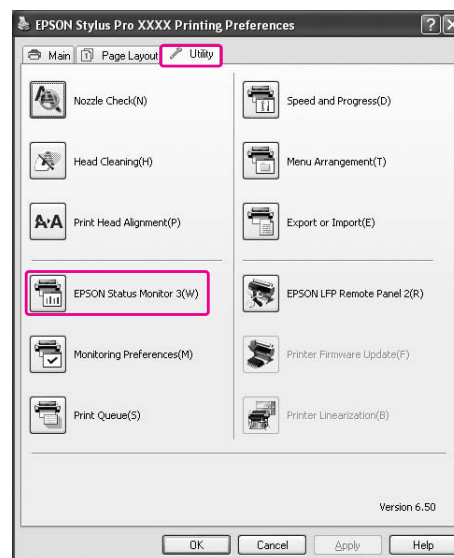 EPSON Stylus Pro XXXX Printing Preferences
Main
Page Layout
Utility
Nozzle Check(N)
Speed and Progress(D)
Head Cleaning(H)
Menu Arrangement(T)
A·A
Print Head Alignment(P)
Export or Import(E)
EPSON Status Monitor 3(W)
EPSON LFP Remote Panel 2(R)
Monitoring Preferences(M)
Printer Firmware Update(F)
Print Queue(S)
Printer Linearization(B)
Version 6.50
OK
Cancel
Apply
Help